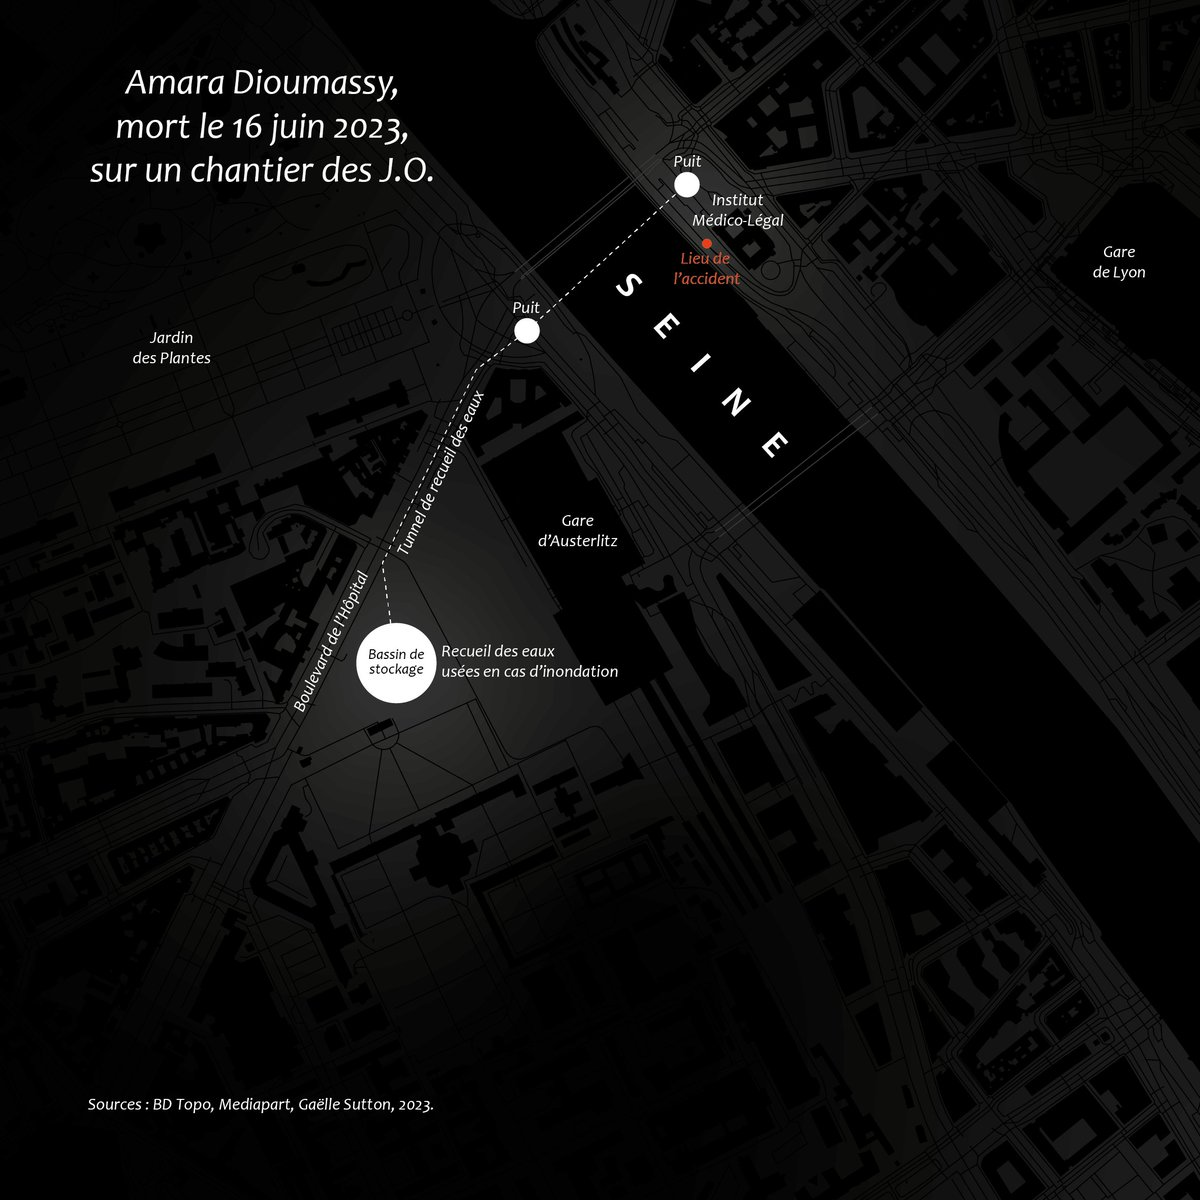 Amara Dioumassy,
mort le 16 juin 2023,
sur un chantier des J.O.
Puit
Institut
Médico-Légal
Lieu de
l'accident
Gare
de Lyon
SEINE
Puit
Jardin
des Plantes
Tunnel de recueil des eaux
Gare
d'Austerlitz
Boulevard de l'Hôpital
Bassin de
stockage
Recueil des eaux
usées en cas d'inondation
Sources : BD Topo, Mediapart, Gaëlle Sutton, 2023.